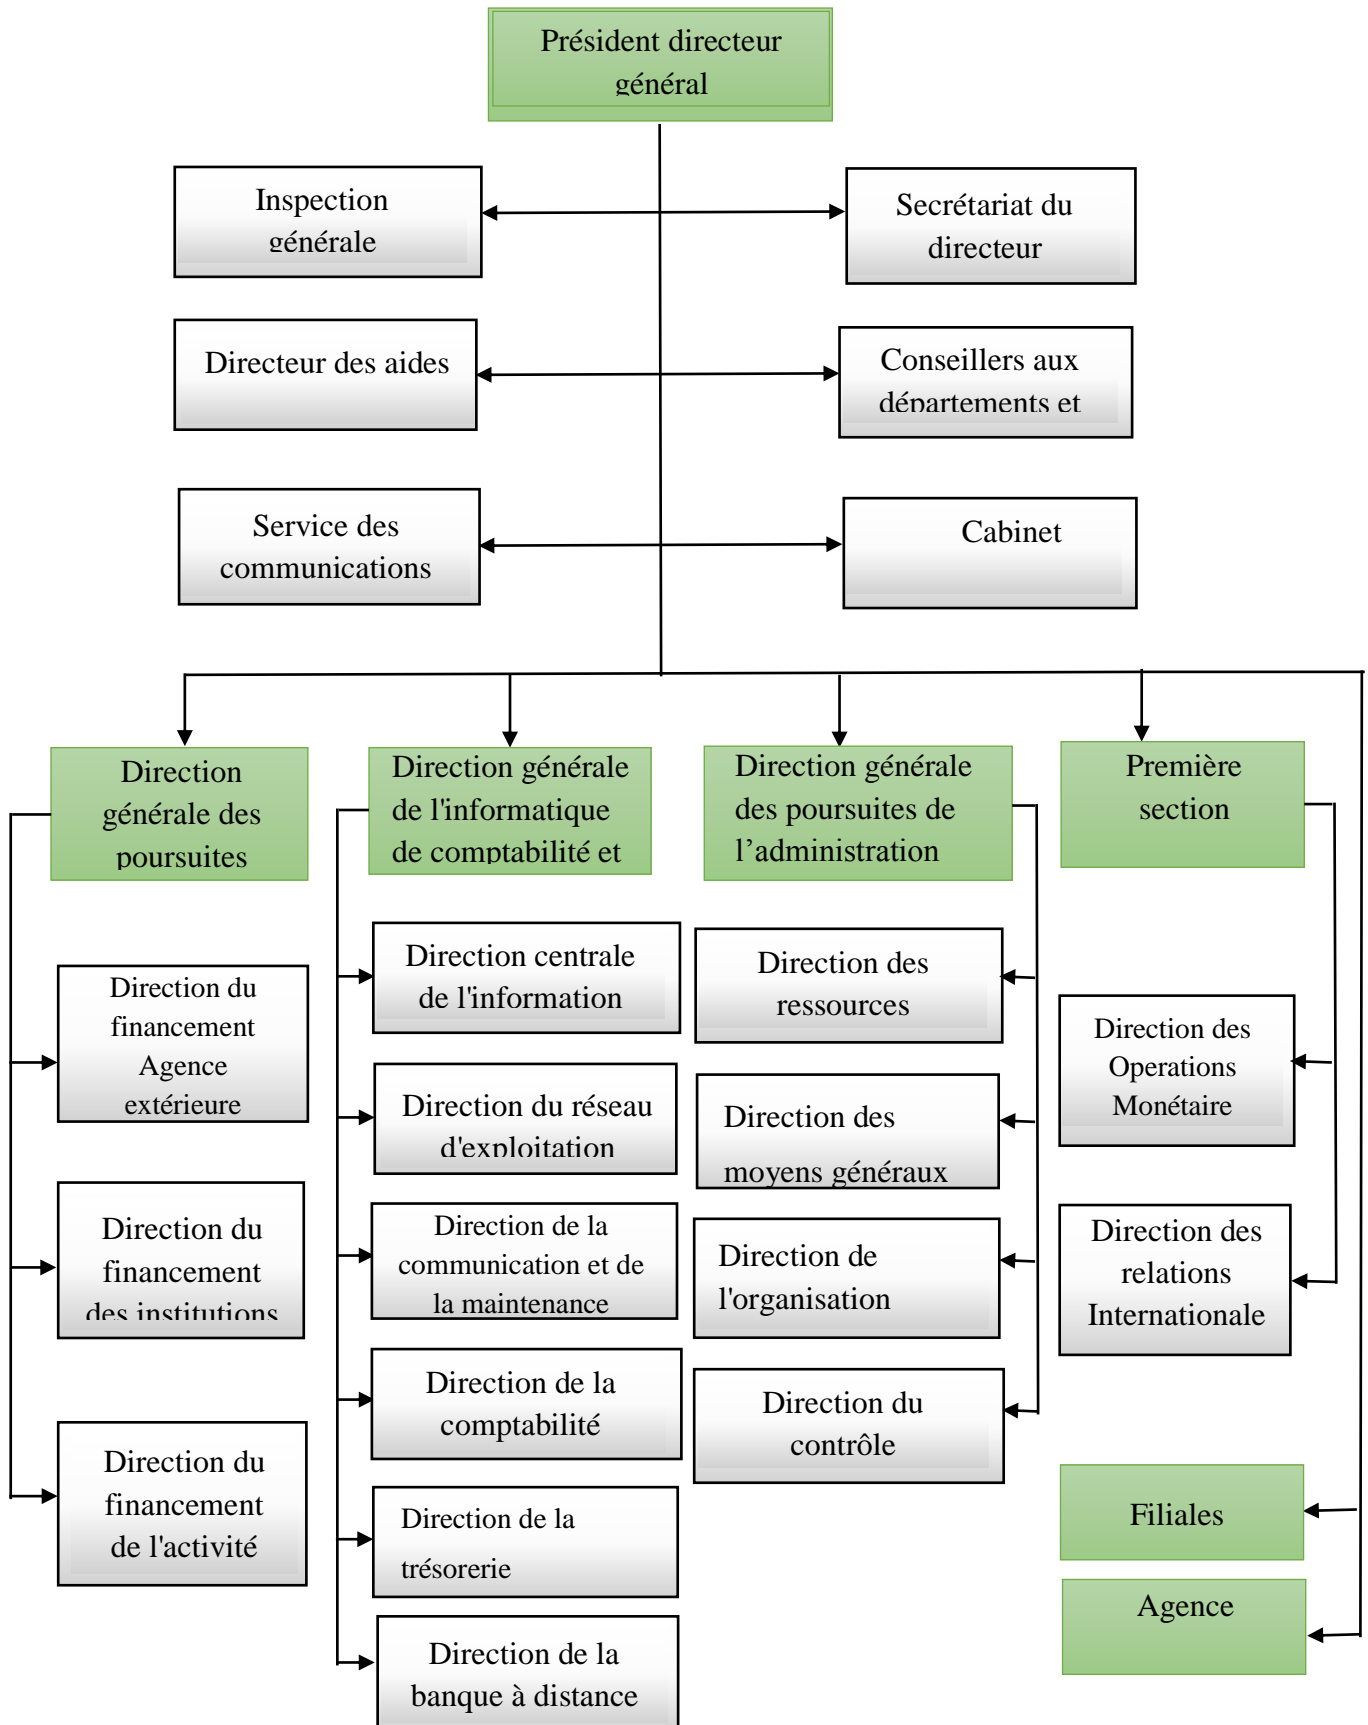 Président directeur
général
Inspection
générale
Secrétariat du
directeur
Directeur des aides
Conseillers aux
départements et
Service des
communications
Cabinet
Direction
générale des
poursuites
Direction générale
de l'informatique
de comptabilité et
Direction générale
des poursuites de
l’administration
Première
section
Direction du
financement
Agence
extérieure
Direction du
financement
des institutions
Direction du
financement
de l'activité
Direction centrale
de l'information
Direction du réseau
d'exploitation
Direction de la
communication et de
la maintenance
Direction de la
comptabilité
Direction de la
trésorerie
Direction de la
banque à distance
Direction des
ressources
Direction des
moyens généraux
Direction de
l'organisation
Direction du
contrôle
Direction des
Operations
Monétaire
Direction des
relations
Internationale
Filiales
Agence